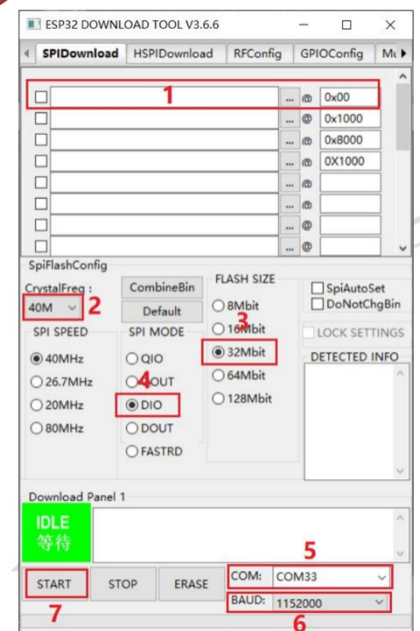 ESP32 DOWNLOAD TOOL V3.6.6
SPIDownload HSPIDownload RFConfig GPIOConfig
1
... @ 0x00
... @ 0x1000
... @ 0x8000
... @ 0X1000
... @
... @
... @
... @
SpiFlashConfig
CrystalFreq :
40M 2
CombineBin
Default
SPI SPEED
40MHz
26.7MHz
20MHz
80MHz
SPI MODE
QIO
4
DIO
DOUT
FASTRD
FLASH SIZE
8Mbit
16Mbit
3
32Mbit
64Mbit
128Mbit
SpiAutoSet
DoNotChgBin
LOCK SETTINGS
DETECTED INFO
Download Panel 1
IDLE
等待
5
START STOP ERASE
COM: COM33
BAUD: 1152000
7
6